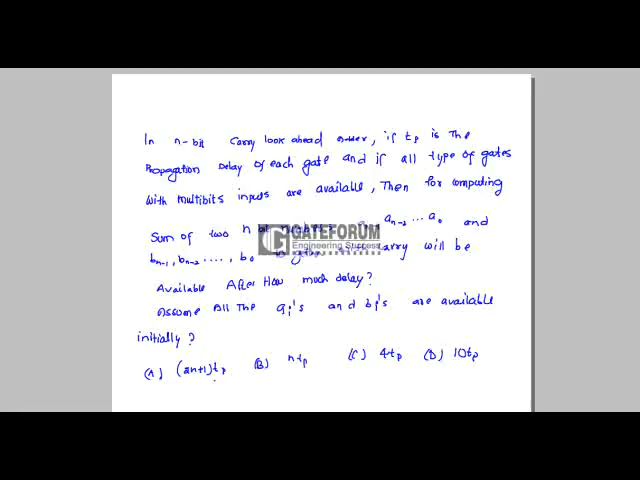 In n-bit Carry look ahead adder, if tp is the
Propagation Delay of each gate and if all type of gates
with multibits inputs are available, Then for computing
Sum of two n bit numbers an-2 ... a0 and
bn-1, bn-2 ...., b0 carry will be
Available After How much delay?
Assume All The ai's and bi's are available
initially?
(A) (2n+1)tp (B) ntp (C) 4tp (D) 10tp
GATEFORUM
Engineering Success